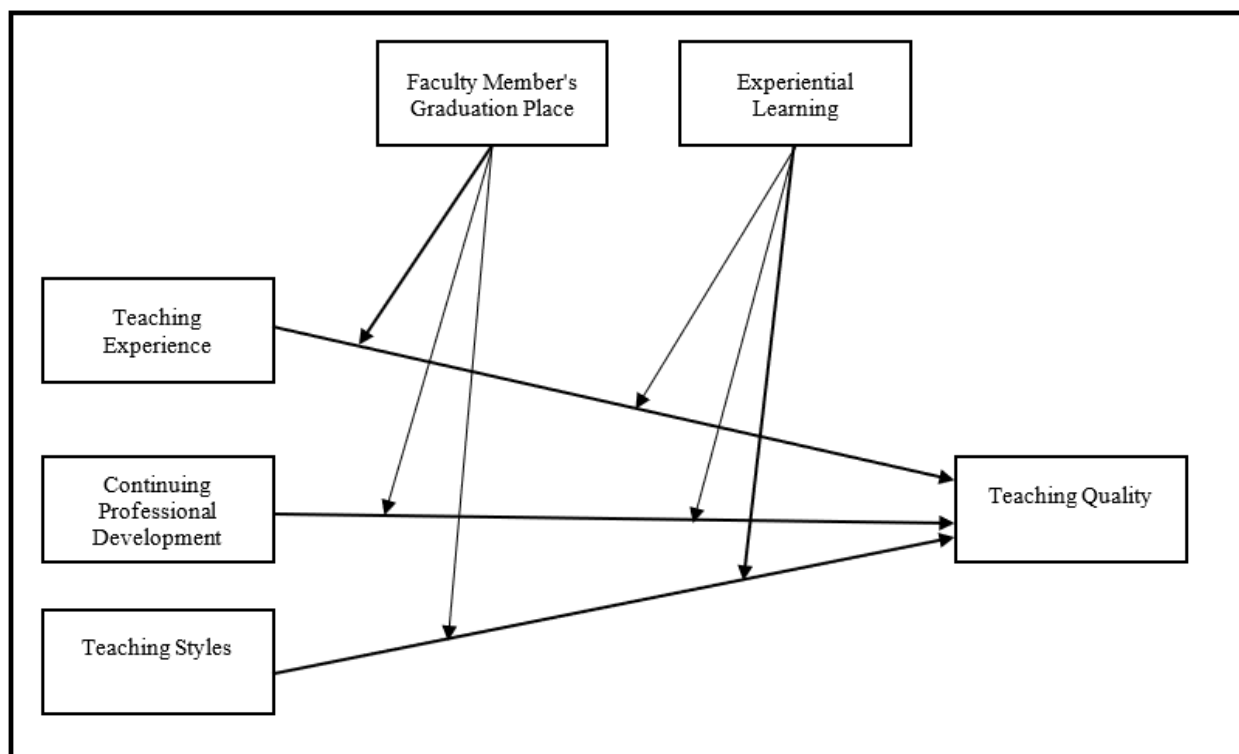 Faculty Member's
Graduation Place
Experiential
Learning
Teaching
Experience
Continuing
Professional
Development
Teaching Quality
Teaching Styles